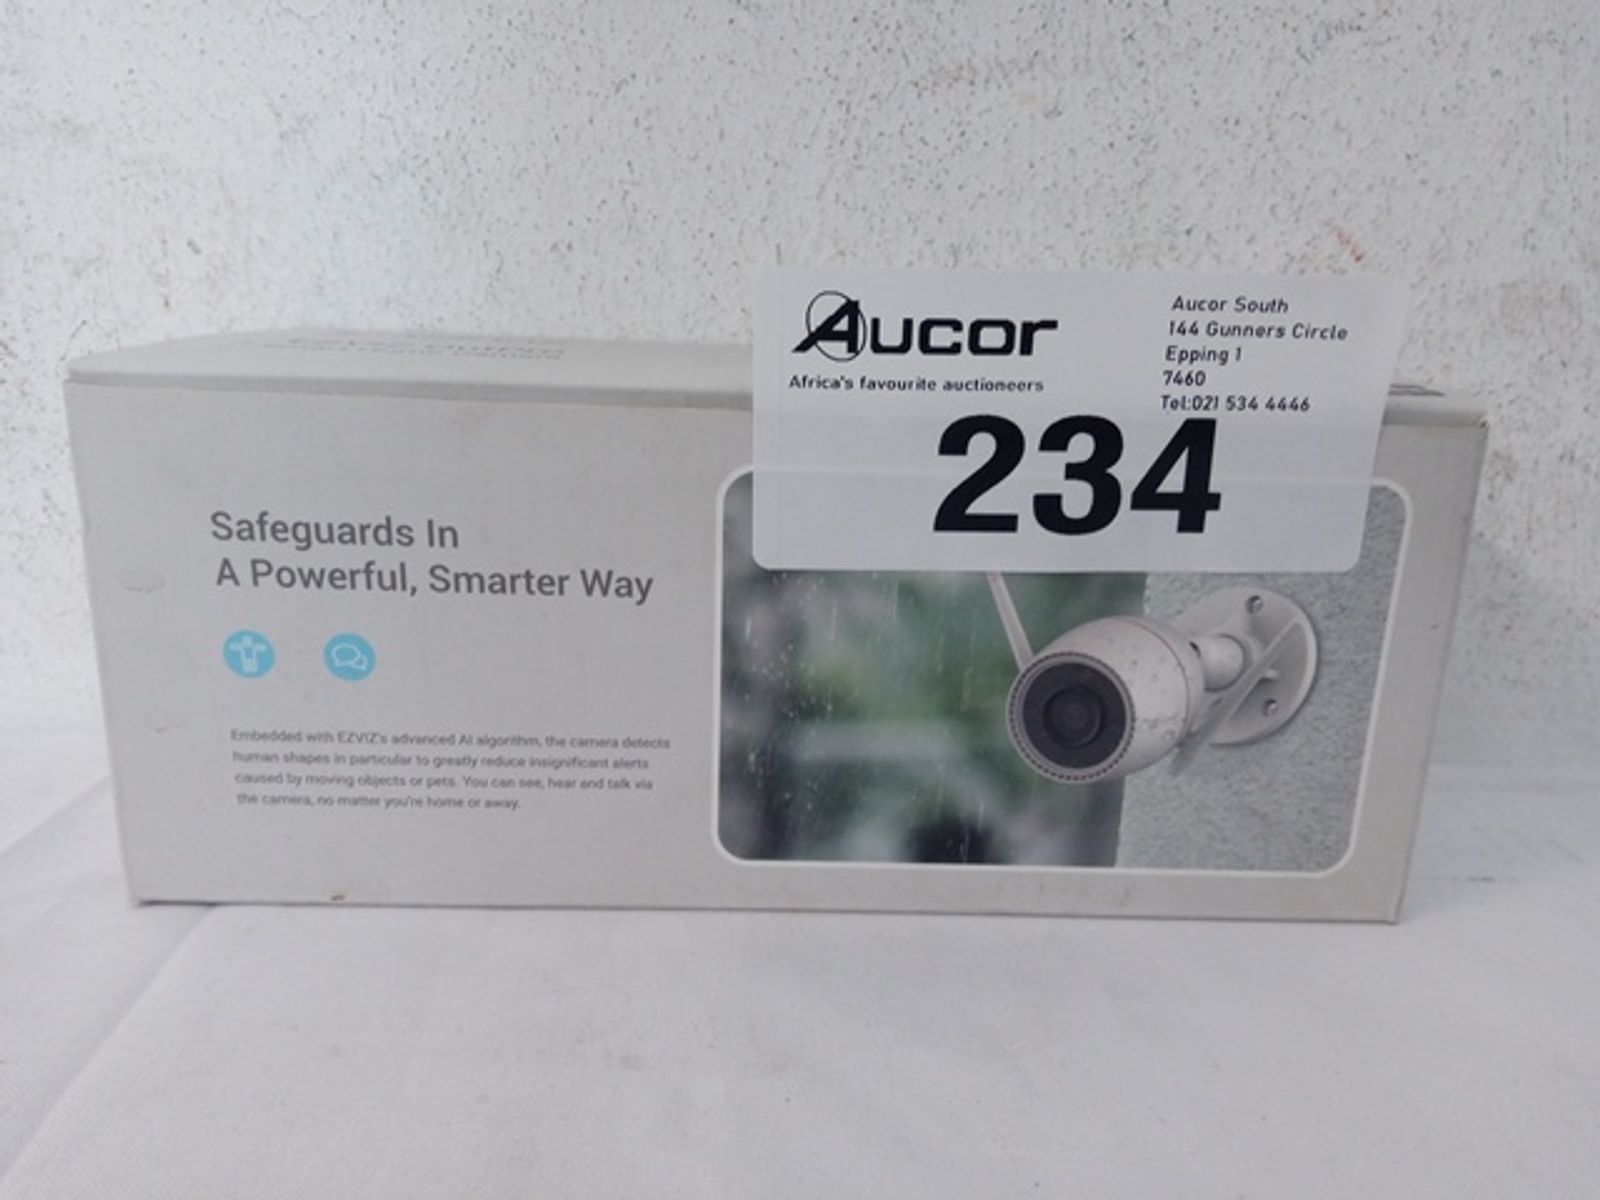 Aucor
Africa's favourite auctioneers
Aucor South
144 Gunners Circle
Epping 1
7460
Tel:021 534 4446
234
Safeguards In
A Powerful, Smarter Way
Embedded with EZVIZ's advanced AI algorithm, the camera detects
human shapes in particular to greatly reduce insignificant alerts
caused by moving objects or pets. You can see, hear and talk via
the camera, no matter you're home or away.